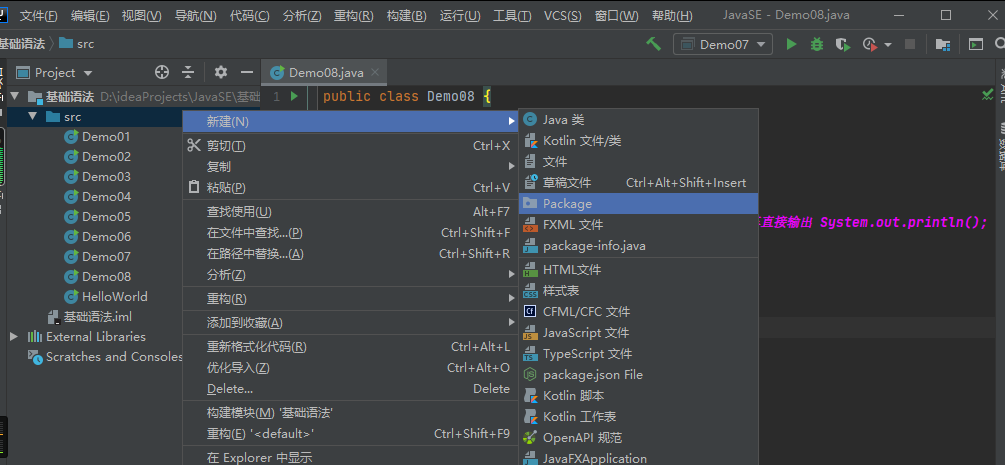 文件(F) 编辑(E) 视图(V) 导航(N) 代码(C) 分析(Z) 重构(R) 构建(B) 运行(U) 工具(T) VCS(S) 窗口(W) 帮助(H) JavaSE - Demo08.java
基础语法 src Demo07
Project Demo08.java
基础语法 D:\ideaProjects\JavaSE\基础
1 public class Demo08 {
src
Demo01
Demo02
Demo03
Demo04
Demo05
Demo06
Demo07
Demo08
HelloWorld
基础语法.iml
External Libraries
Scratches and Consoles
新建(N)
剪切(T) Ctrl+X
复制
粘贴(P) Ctrl+V
查找使用(U) Alt+F7
在文件中查找...(P) Ctrl+Shift+F
在路径中替换...(A) Ctrl+Shift+R
分析(Z)
重构(R)
添加到收藏(A)
重新格式化代码(R) Ctrl+Alt+L
优化导入(Z) Ctrl+Alt+O
Delete... Delete
构建模块(M) '基础语法'
重构(E) '<default>' Ctrl+Shift+F9
在 Explorer 中显示
Java 类
Kotlin 文件/类
文件
草稿文件 Ctrl+Alt+Shift+Insert
Package
FXML 文件
package-info.java
HTML文件
样式表
CFML/CFC 文件
JavaScript 文件
TypeScript 文件
package.json File
Kotlin 脚本
Kotlin 工作表
OpenAPI 规范
JavaFXApplication
直接输出 System.out.println();